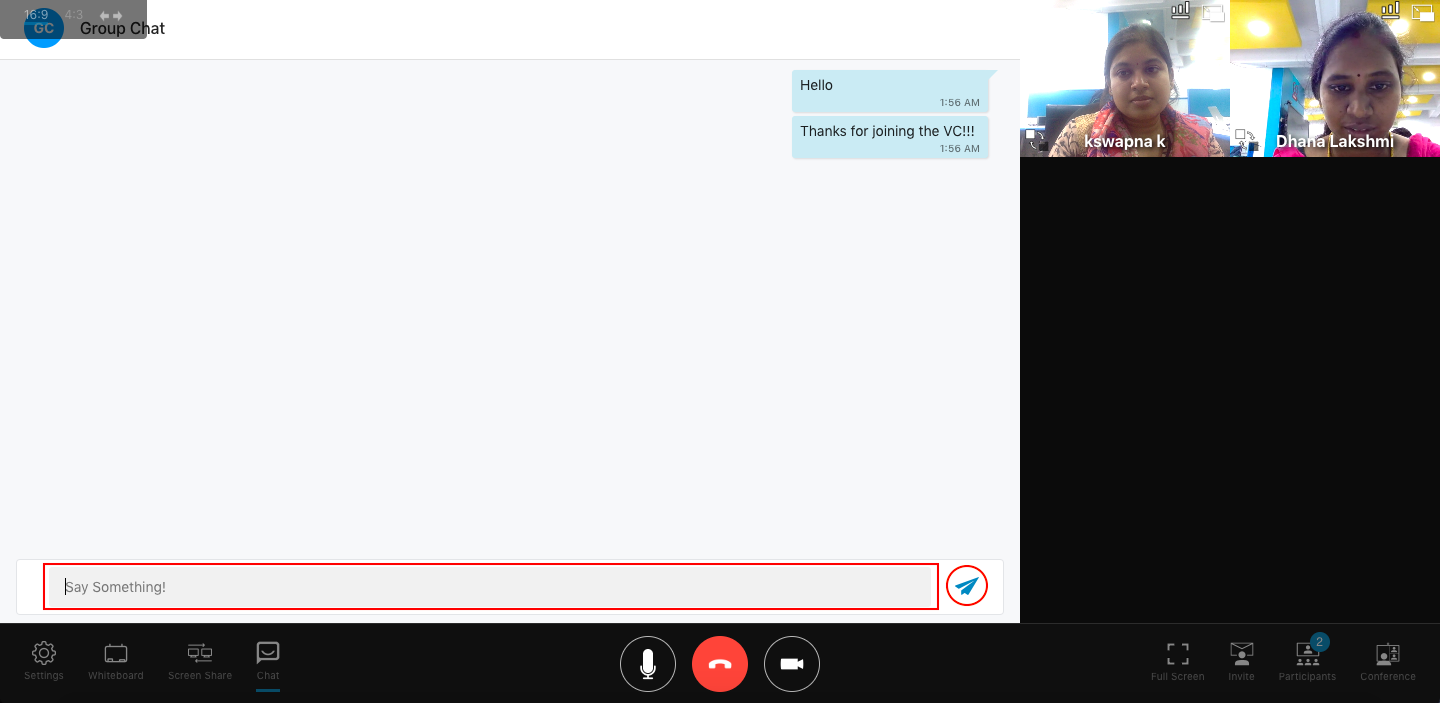 16:9 4:3
GC Group Chat
Hello
1:56 AM
Thanks for joining the VC!!!
1:56 AM
kswapna k
Dhana Lakshmi
Say Something!
Settings
Whiteboard
Screen Share
Chat
Full Screen
Invite
2
Participants
Conference